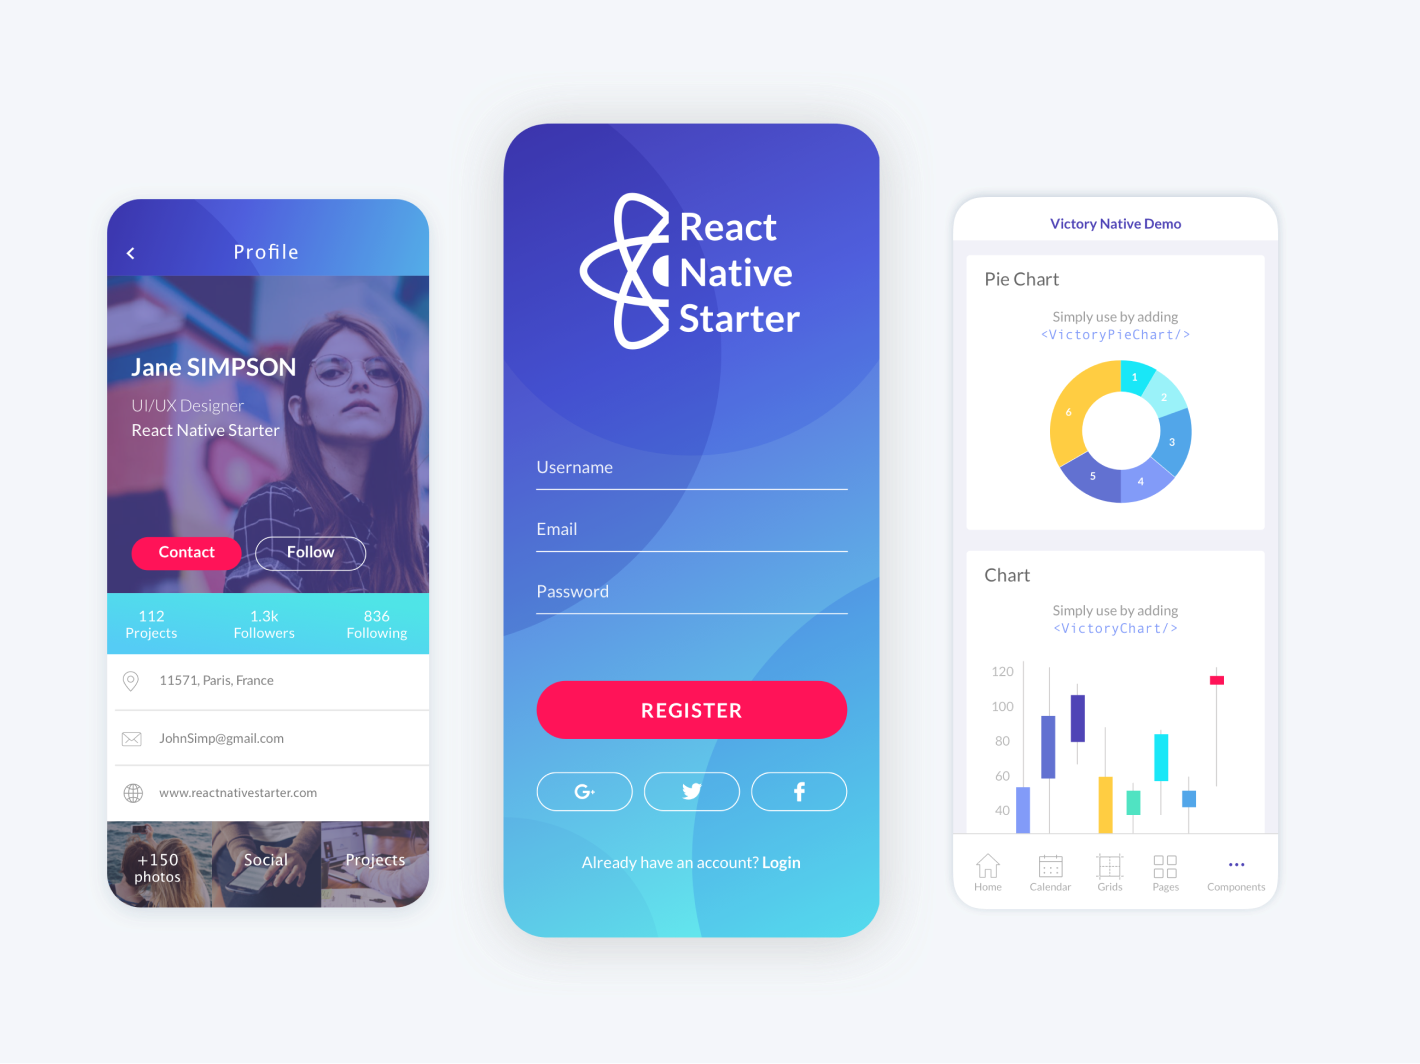 Profile
Jane SIMPSON
UI/UX Designer
React Native Starter
Contact
Follow
112
Projects
1.3k
Followers
836
Following
11571, Paris, France
JohnSimp@gmail.com
www.reactnativestarter.com
+150
photos
Social
Projects
React
Native
Starter
Username
Email
Password
REGISTER
G+
Already have an account? Login
Victory Native Demo
Pie Chart
Simply use by adding
<VictoryPieChart/>
1
2
3
4
5
6
Chart
Simply use by adding
<VictoryChart/>
120
100
80
60
40
Home
Calendar
Grids
Pages
Components